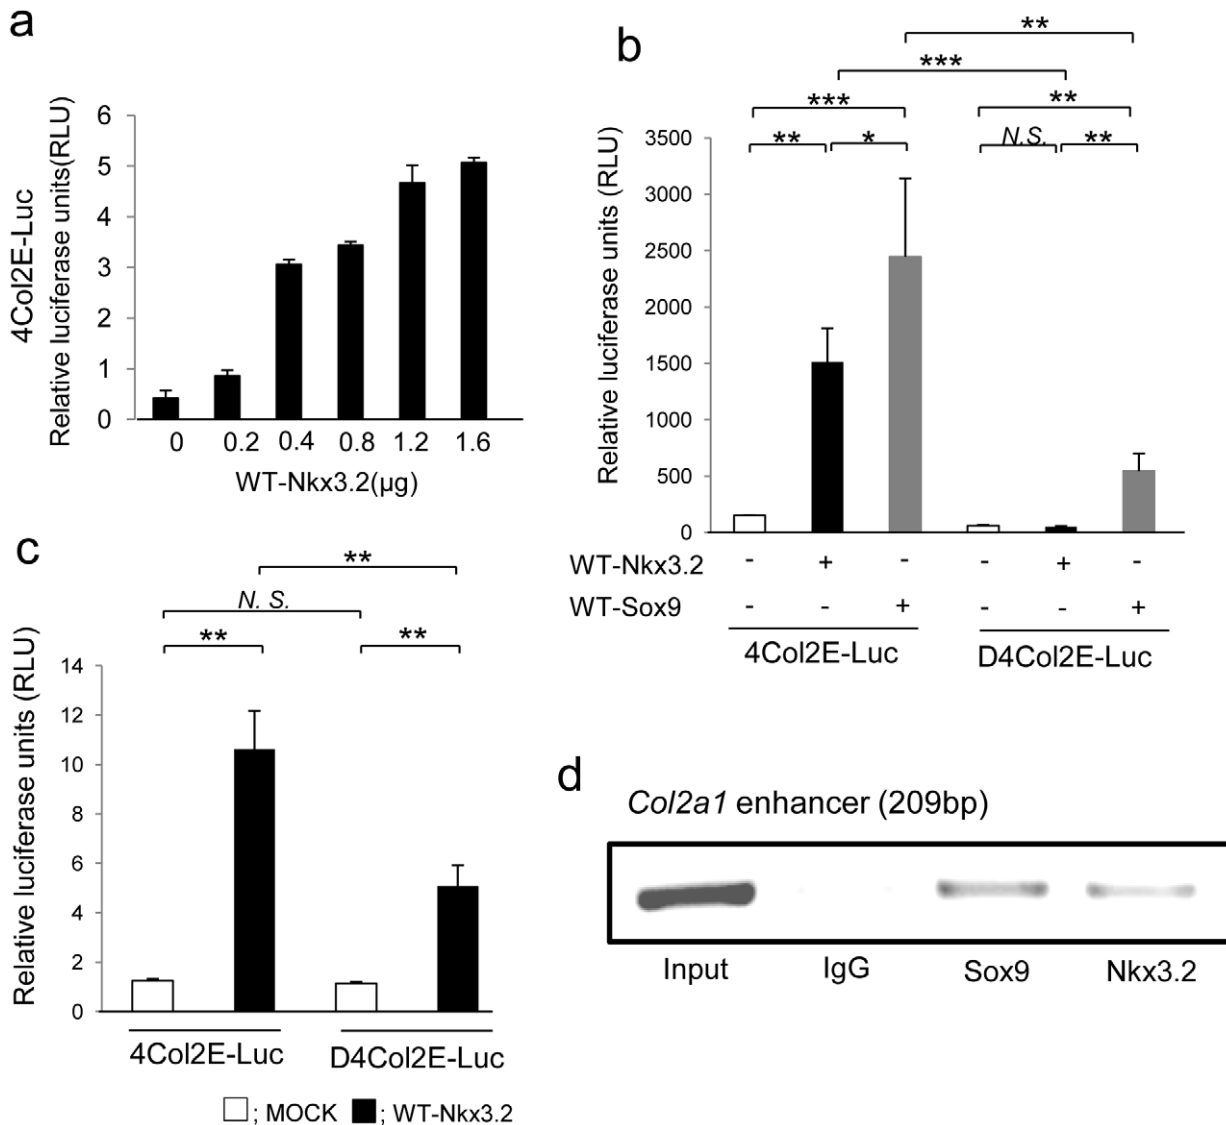 a
4Col2E-Luc
Relative luciferase units(RLU)
6
5
4
3
2
1
0
0 0.2 0.4 0.8 1.2 1.6
WT-Nkx3.2(µg)
b
**
***
*** **
** * N.S. **
Relative luciferase units (RLU)
3500
3000
2500
2000
1500
1000
500
0
WT-Nkx3.2 - + - - + -
WT-Sox9 - - + - - +
4Col2E-Luc D4Col2E-Luc
c
**
N. S.
** **
Relative luciferase units (RLU)
14
12
10
8
6
4
2
0
4Col2E-Luc D4Col2E-Luc
; MOCK ; WT-Nkx3.2
d
Col2a1 enhancer (209bp)
Input IgG Sox9 Nkx3.2